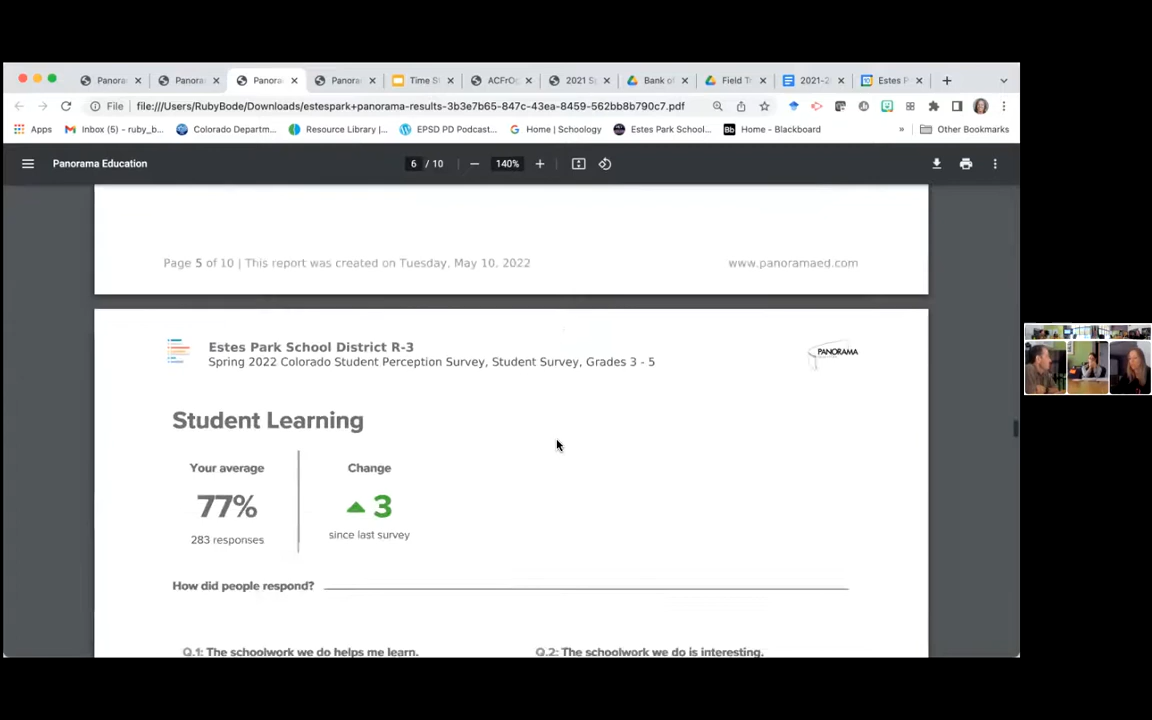 Panora
Panora
Panora
Panora
Time S
ACFrO
2021 S
Bank of
Field Tr
2021-2
Estes P
File | file:///Users/RubyBode/Downloads/estespark+panorama-results-3b3e7b65-847c-43ea-8459-562bb8b790c7.pdf
Apps
Inbox (5) - ruby_b...
Colorado Departm...
Resource Library |...
EPSD PD Podcast...
Home | Schoology
Estes Park School...
Bb
Home - Blackboard
»
Other Bookmarks
Panorama Education
6 / 10
140%
Page 5 of 10 | This report was created on Tuesday, May 10, 2022
www.panoramaed.com
Estes Park School District R-3
Spring 2022 Colorado Student Perception Survey, Student Survey, Grades 3 - 5
PANORAMA
Student Learning
Your average
Change
77%
3
283 responses
since last survey
How did people respond?
Q.1: The schoolwork we do helps me learn.
Q.2: The schoolwork we do is interesting.